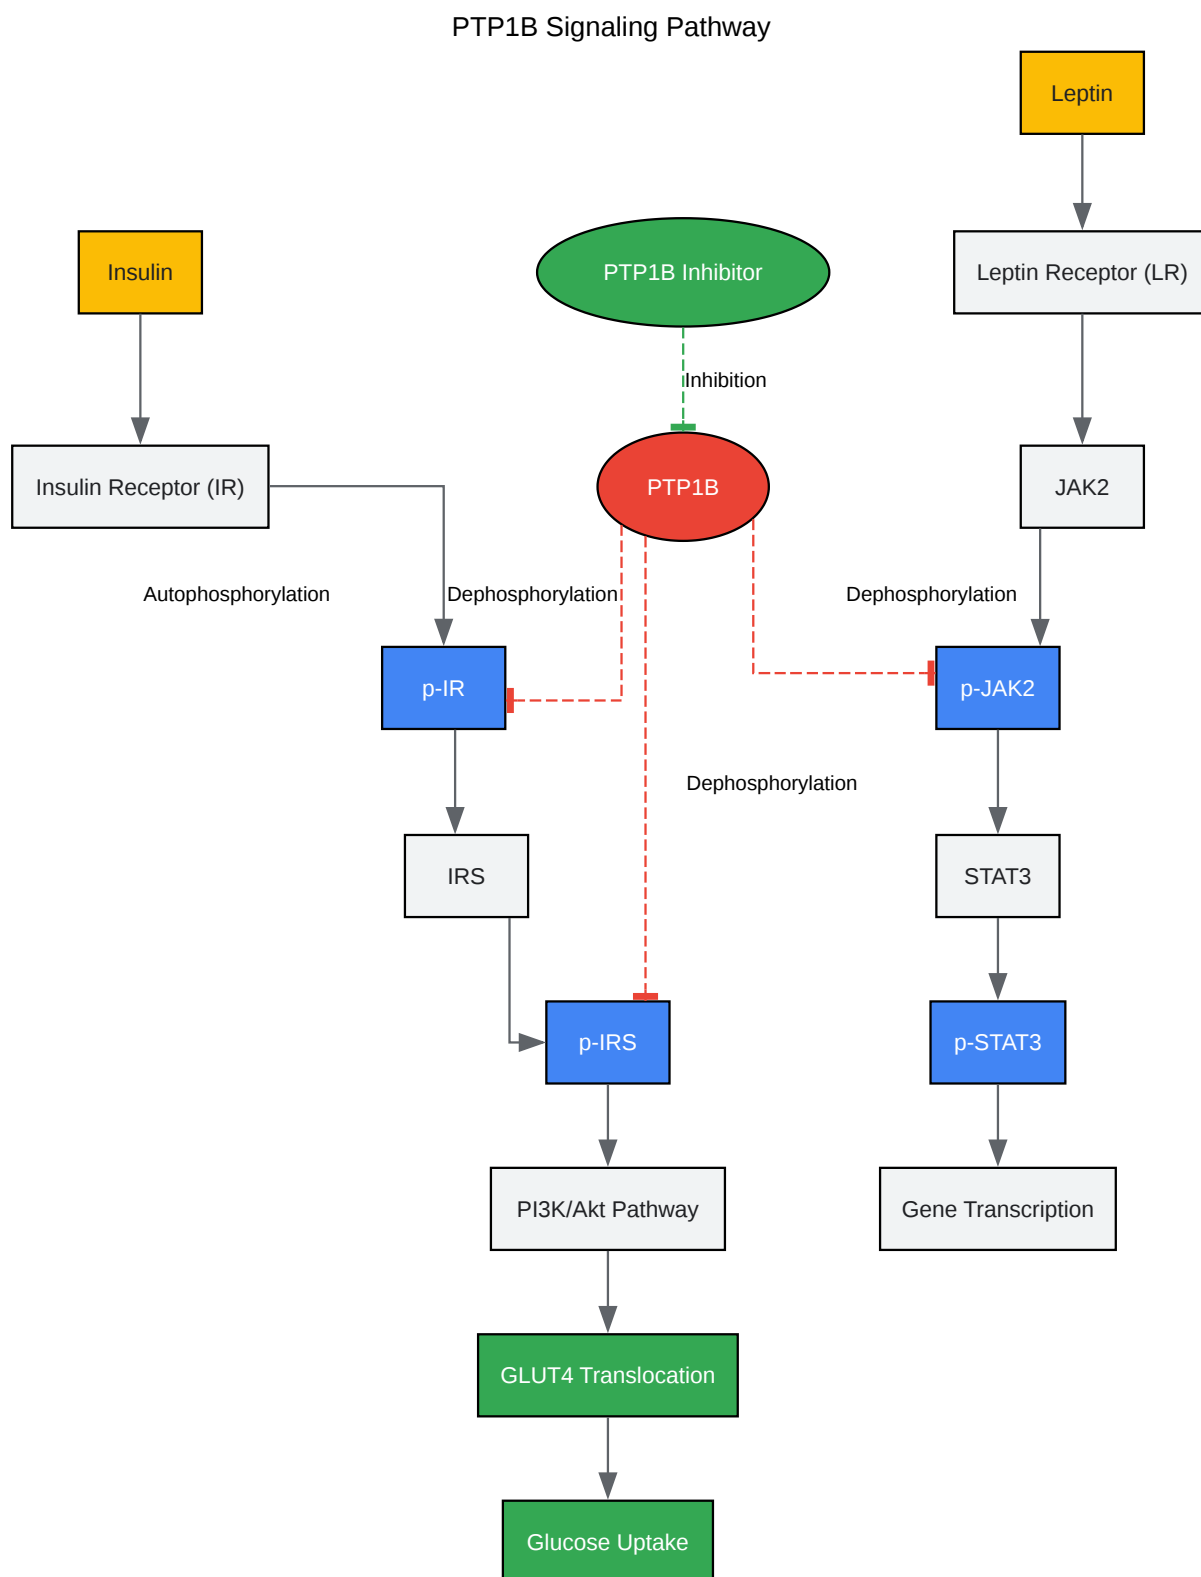 PTP1B Signaling Pathway
Leptin
Insulin
PTP1B Inhibitor
Leptin Receptor (LR)
Inhibition
Insulin Receptor (IR)
PTP1B
JAK2
Autophosphorylation
Dephosphorylation
Dephosphorylation
p-IR
p-JAK2
Dephosphorylation
IRS
STAT3
p-IRS
p-STAT3
PI3K/Akt Pathway
Gene Transcription
GLUT4 Translocation
Glucose Uptake